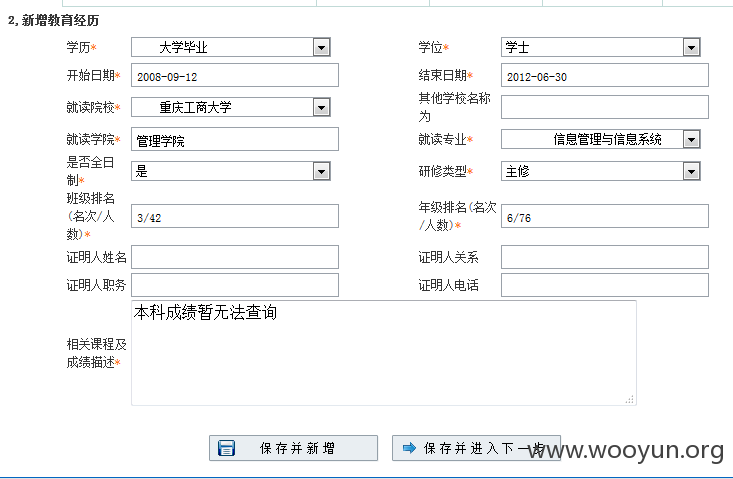 2,新增教育经历
学历* 大学毕业 学位* 学士
开始日期* 2008-09-12 结束日期* 2012-06-30
就读院校* 重庆工商大学 其他学校名称
为
就读学院* 管理学院 就读专业* 信息管理与信息系统
是否全日
制* 是 研修类型* 主修
班级排名
(名次/人
数)* 3/42 年级排名(名次
/人数)* 6/76
证明人姓名 证明人关系
证明人职务 证明人电话
本科成绩暂无法查询
相关课程及
成绩描述*
保存并新增 保存并进入下一步
www.wooyun.org